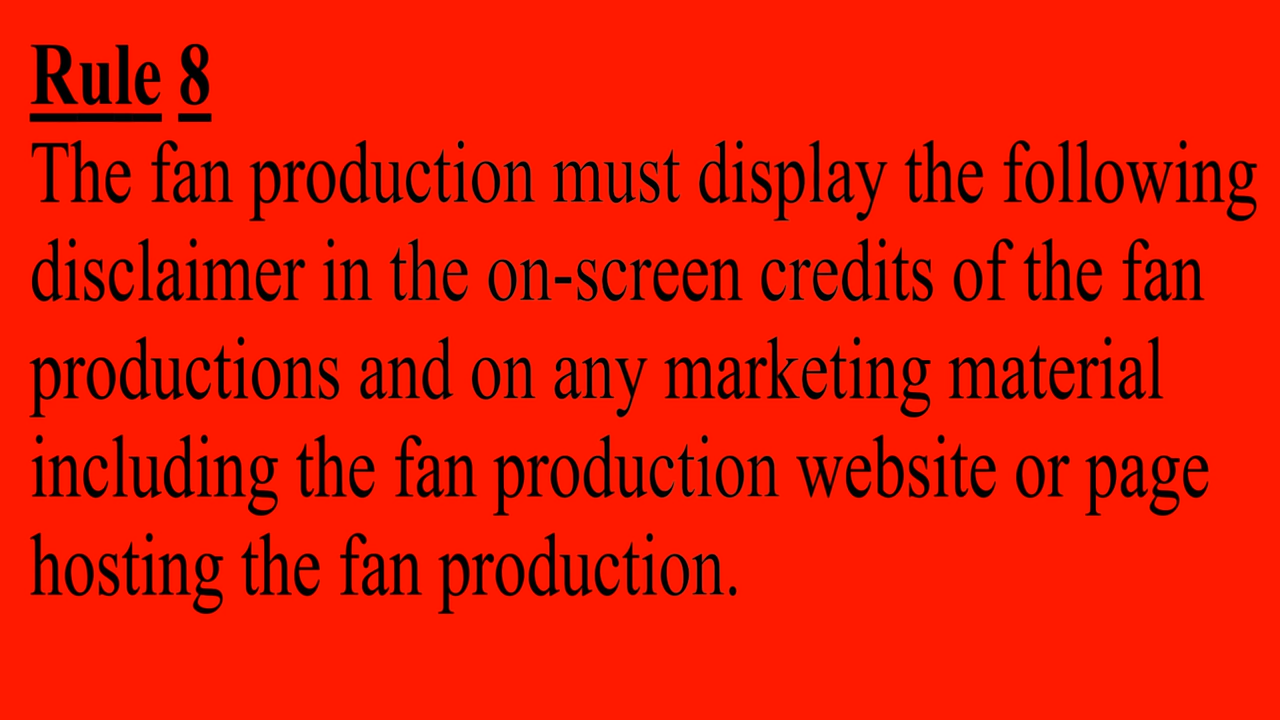 Rule 8
The fan production must display the following
disclaimer in the on-screen credits of the fan
productions and on any marketing material
including the fan production website or page
hosting the fan production.